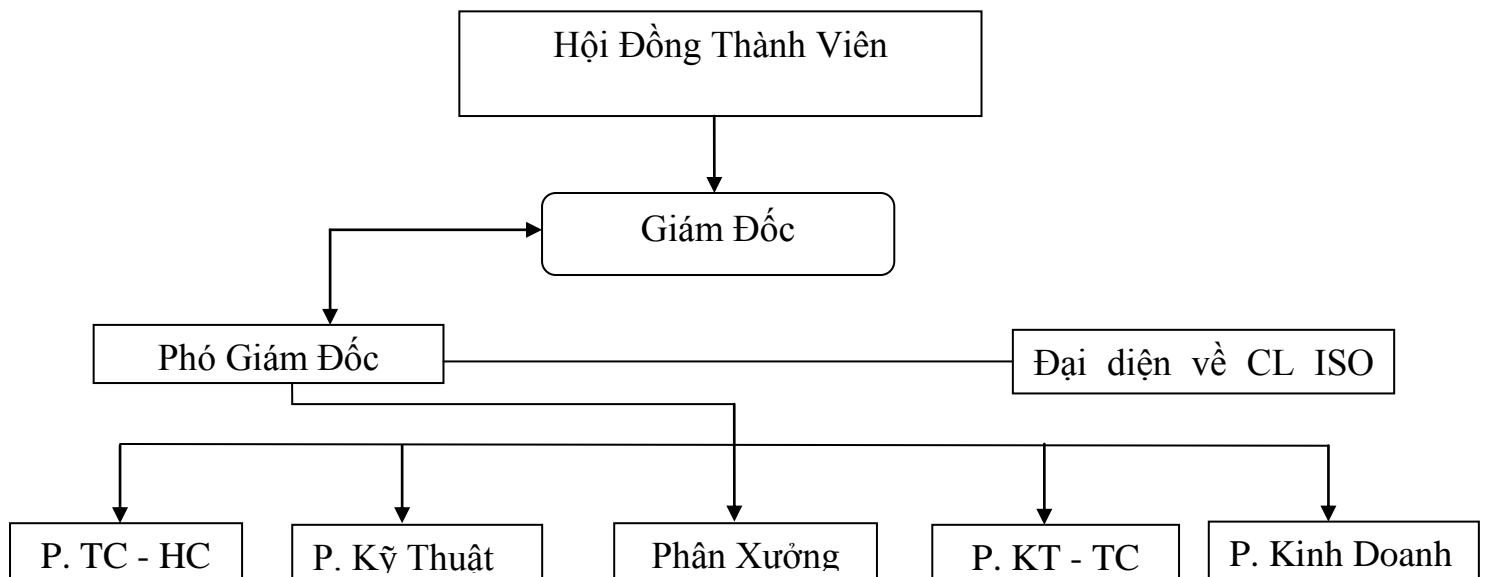 Hội Đồng Thành Viên
Giám Đốc
Phó Giám Đốc
Đại diện về CL ISO
P. TC - HC
P. Kỹ Thuật
Phân Xưởng
P. KT - TC
P. Kinh Doanh